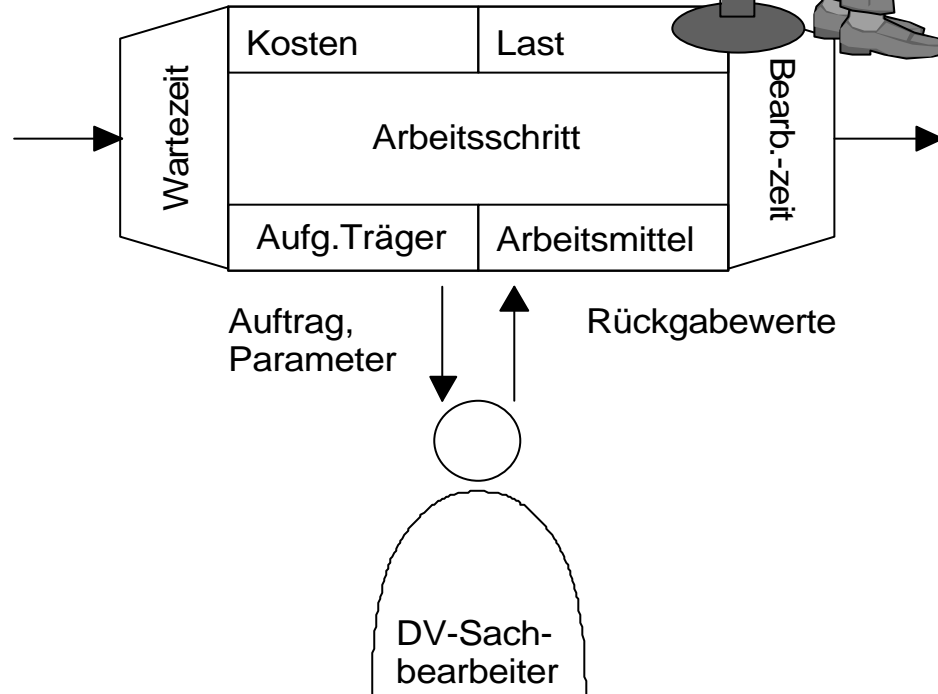 Kosten
Last
Wartezeit
Arbeitsschritt
Bearb.-zeit
Aufg.Träger
Arbeitsmittel
Auftrag,
Parameter
Rückgabewerte
DV-Sach-
bearbeiter